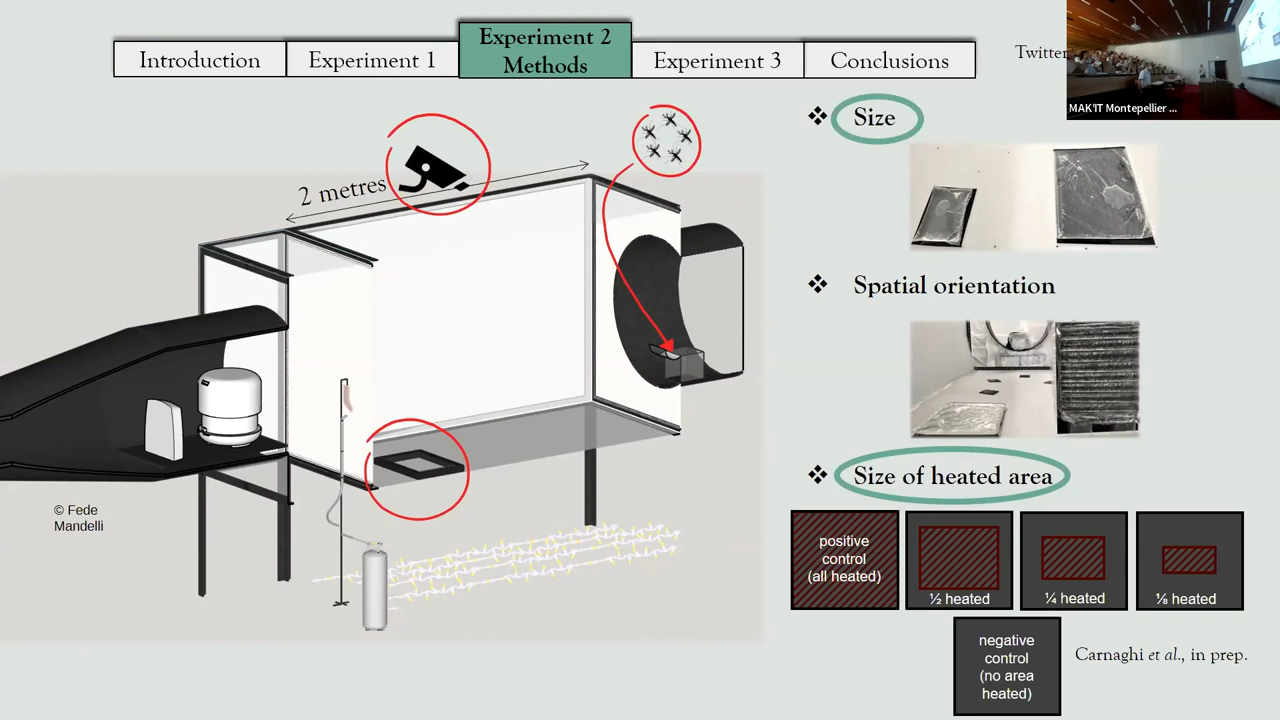 Introduction
Experiment 1
Experiment 2
Methods
Experiment 3
Conclusions
Twitter
MAK'IT Montepellier ...
2 metres
© Fede
Mandelli
❖ Size
❖ Spatial orientation
❖ Size of heated area
positive
control
(all heated)
½ heated
¼ heated
⅛ heated
negative
control
(no area
heated)
Carnaghi et al., in prep.